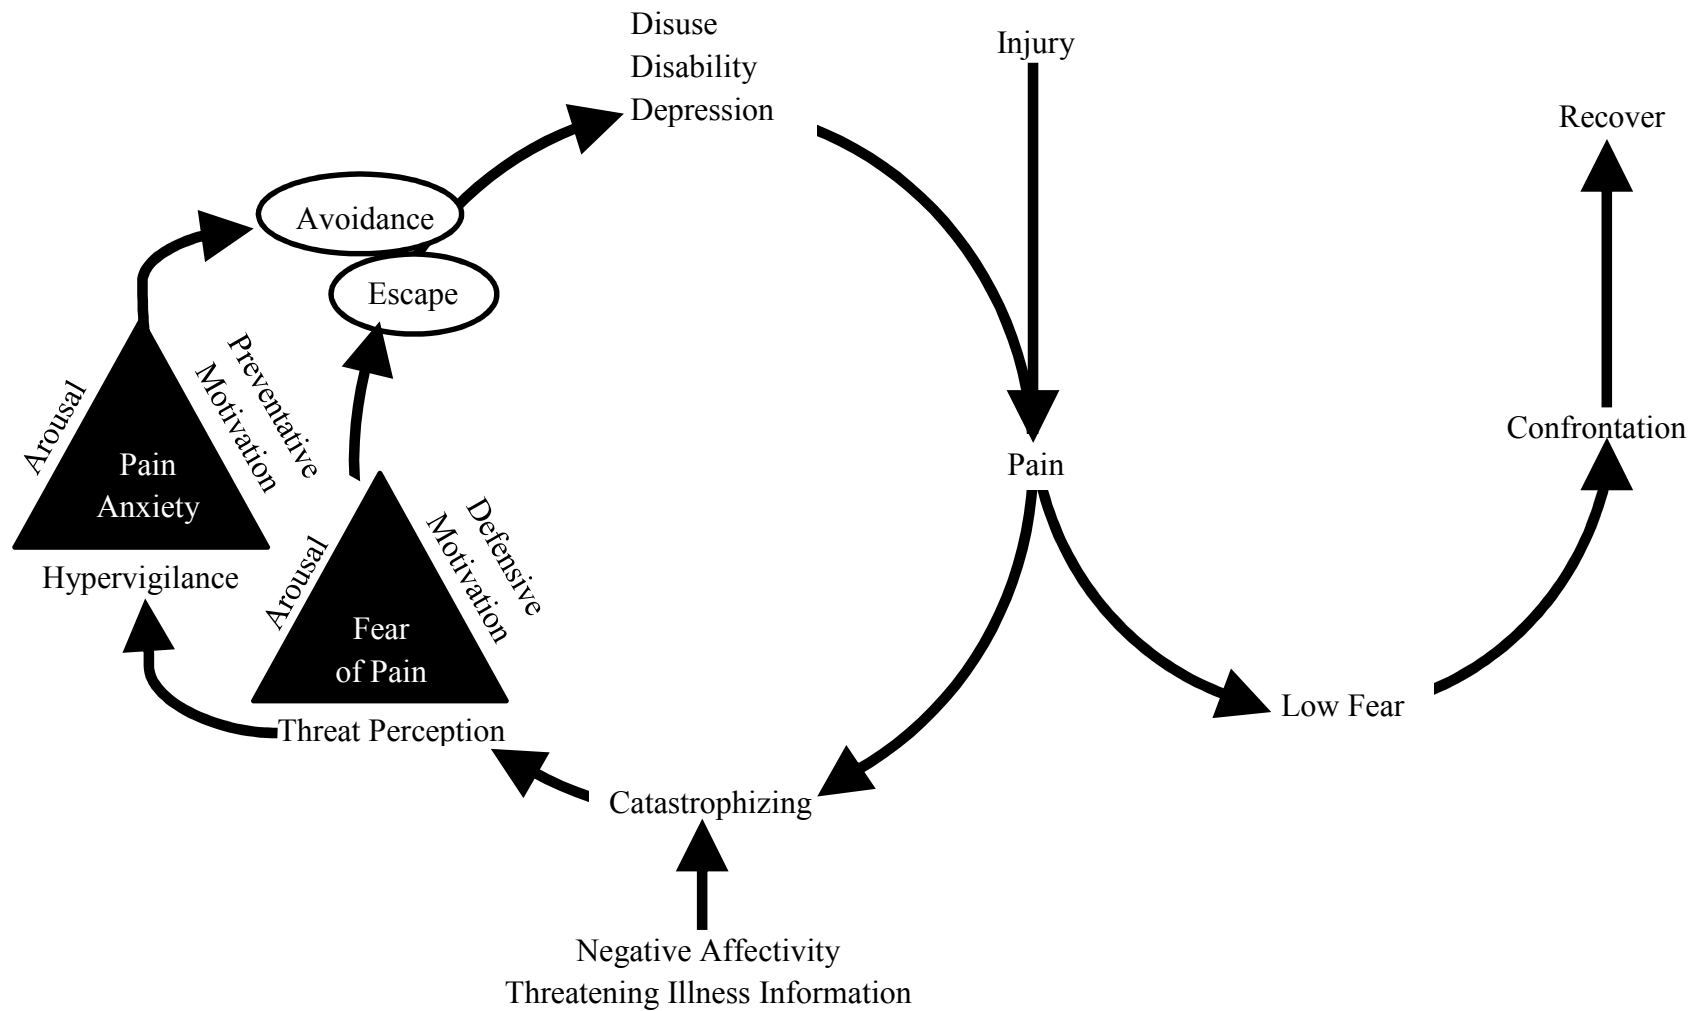 Disuse
Disability
Depression
Injury
Recover
Avoidance
Escape
Arousal
Preventative
Motivation
Pain
Anxiety
Hypervigilance
Arousal
Defensive
Motivation
Fear
of Pain
Threat Perception
Pain
Confrontation
Low Fear
Catastrophizing
Negative Affectivity
Threatening Illness Information